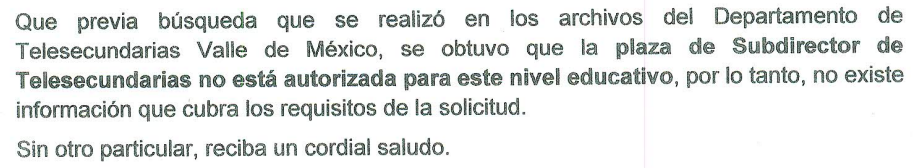 Que previa búsqueda que se realizó en los archivos del Departamento de
Telesecundarias Valle de México, se obtuvo que la plaza de Subdirector de
Telesecundarias no está autorizada para este nivel educativo, por lo tanto, no existe
información que cubra los requisitos de la solicitud.
Sin otro particular, reciba un cordial saludo.